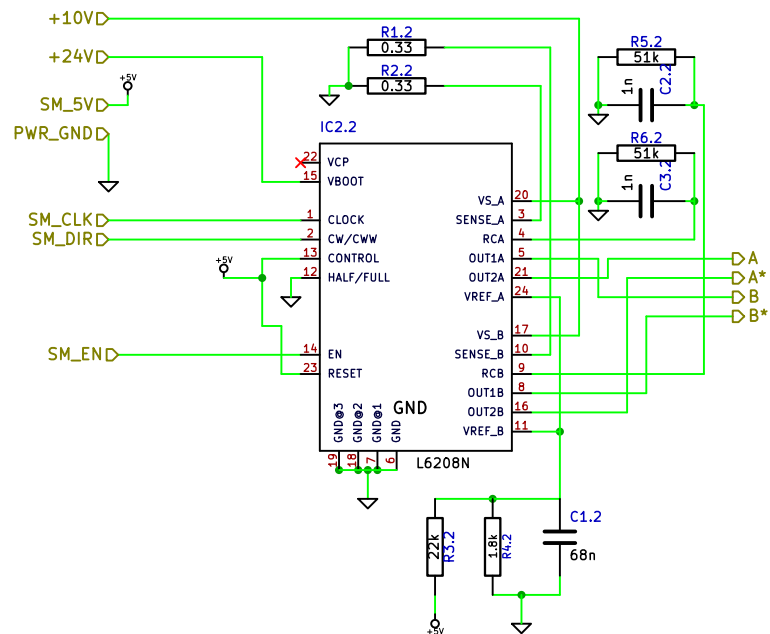 +10V
+24V
+5V
SM_5V
PWR_GND
SM_CLK
SM_DIR
+5V
SM_EN
R1.2
0.33
R2.2
0.33
R5.2
51k
1n
C2.2
R6.2
51k
1n
C3.2
IC2.2
22 VCP
15 VBOOT
1 CLOCK
2 CW/CWW
13 CONTROL
12 HALF/FULL
14 EN
23 RESET
VS_A 20
SENSE_A 3
RCA 4
OUT1A 5
OUT2A 21
VREF_A 24
VS_B 17
SENSE_B 10
RCB 9
OUT1B 8
OUT2B 16
VREF_B 11
GND
GND@3
GND@2
GND@1
GND
19
18
7
6
L6208N
A
A*
B
B*
22k
R3.2
1.8k
R4.2
C1.2
68n
+5V